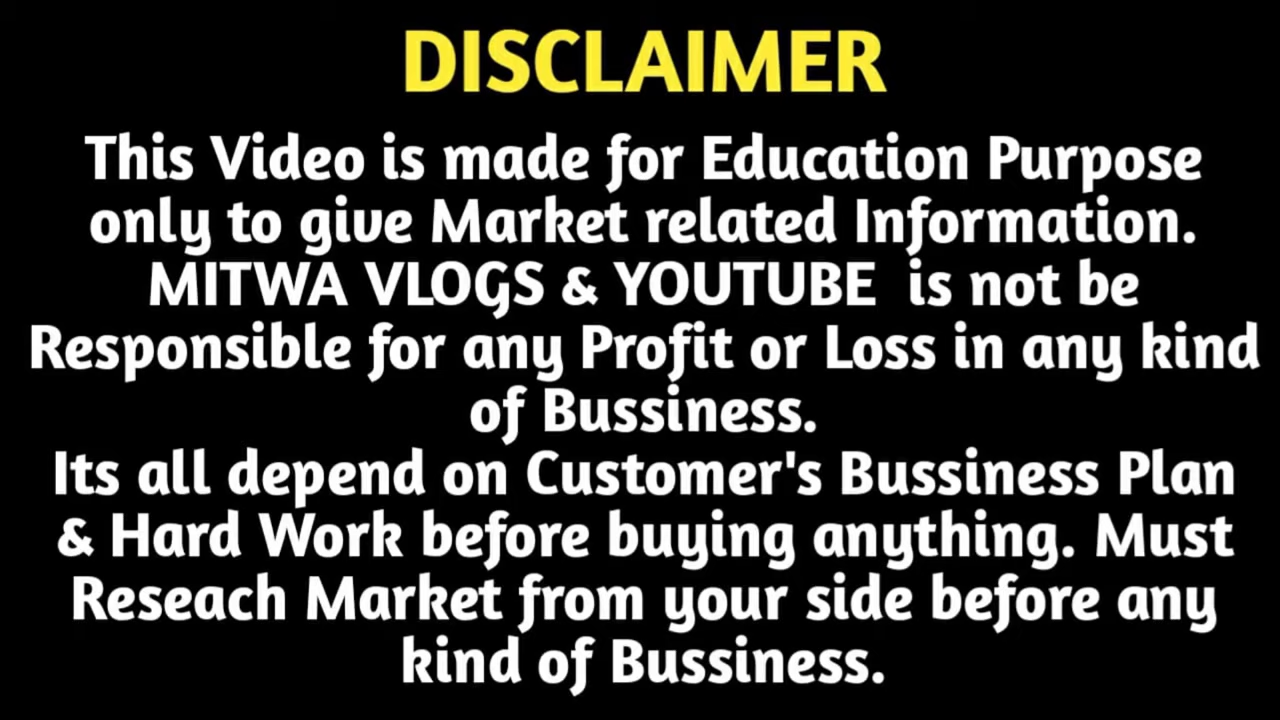 DISCLAIMER
This Video is made for Education Purpose
only to give Market related Information.
MITWA VLOGS & YOUTUBE is not be
Responsible for any Profit or Loss in any kind
of Bussiness.
Its all depend on Customer's Bussiness Plan
& Hard Work before buying anything. Must
Reseach Market from your side before any
kind of Bussiness.